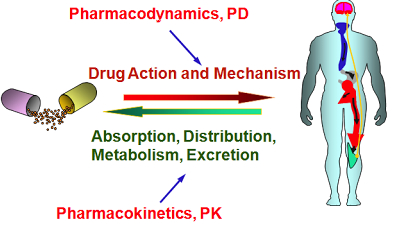 Pharmacodynamics, PD
Drug Action and Mechanism
Absorption, Distribution,
Metabolism, Excretion
Pharmacokinetics, PK